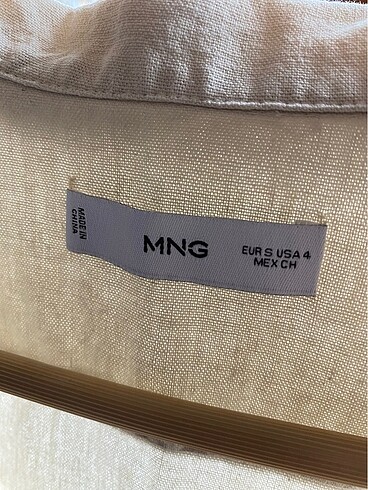 MADE IN
CHINA
MNG
EUR S USA 4
MEX CH